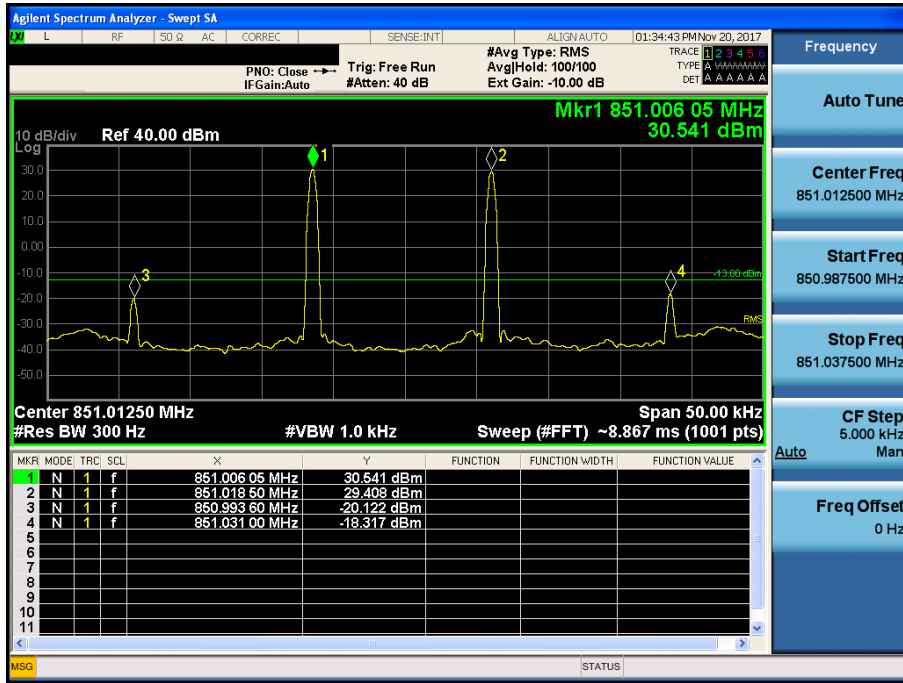 Agilent Spectrum Analyzer - Swept SA
LXI L RF 50 Ω AC CORREC SENSE:INT ALIGN AUTO 01:34:43 PM Nov 20, 2017
PNO: Close
IFGain:Auto
Trig: Free Run
#Atten: 40 dB
#Avg Type: RMS
Avg|Hold: 100/100
Ext Gain: -10.00 dB
TRACE 1 2 3 4 5 6
TYPE A WWWWW
DET A A A A A A
Mkr1 851.006 05 MHz
30.541 dBm
10 dB/div Ref 40.00 dBm
Log
30.0
20.0
10.0
0.00
-10.0
-20.0
-30.0
-40.0
-50.0
1
2
3
4
-13.00 dBm
RMS
Center 851.01250 MHz Span 50.00 kHz
#Res BW 300 Hz #VBW 1.0 kHz Sweep (#FFT) ~8.867 ms (1001 pts)
MKR MODE TRC SCL X Y FUNCTION FUNCTION WIDTH FUNCTION VALUE
1 N 1 f 851.006 05 MHz 30.541 dBm
2 N 1 f 851.018 50 MHz 29.408 dBm
3 N 1 f 850.993 60 MHz -20.122 dBm
4 N 1 f 851.031 00 MHz -18.317 dBm
5
6
7
8
9
10
11
MSG STATUS
Frequency
Auto Tune
Center Freq
851.012500 MHz
Start Freq
850.987500 MHz
Stop Freq
851.037500 MHz
CF Step
5.000 kHz
Auto Man
Freq Offset
0 Hz